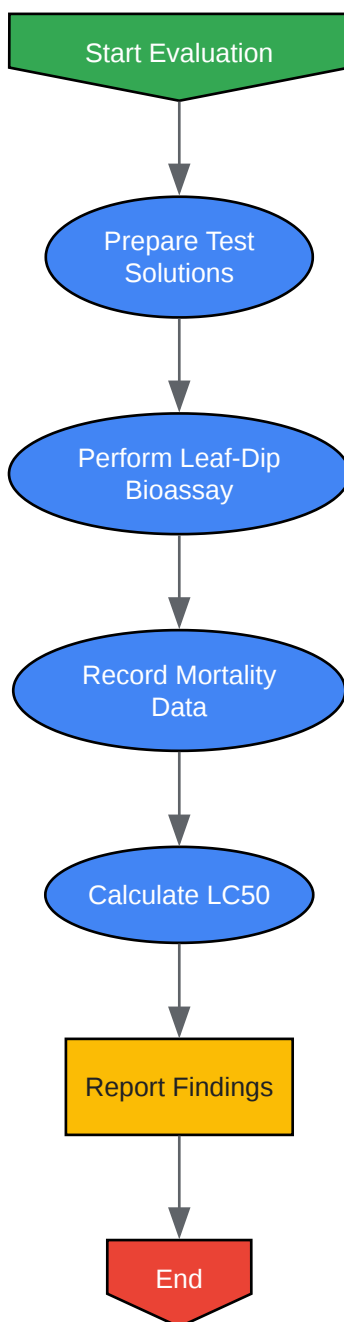 Start Evaluation
Prepare Test
Solutions
Perform Leaf-Dip
Bioassay
Record Mortality
Data
Calculate LC50
Report Findings
End